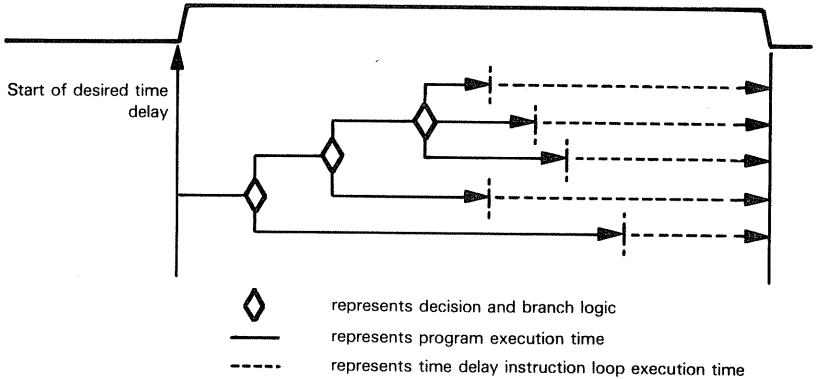 Start of desired time
delay
represents decision and branch logic
represents program execution time
represents time delay instruction loop execution time